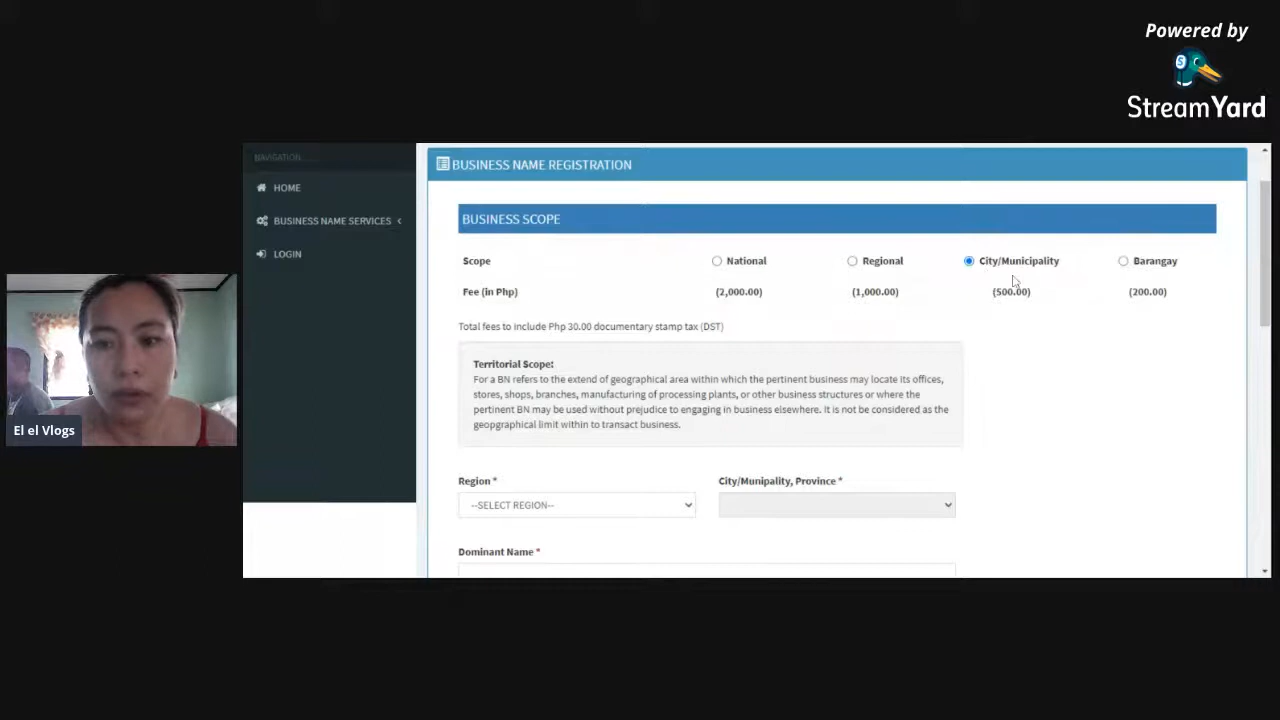 Powered by
StreamYard
NAVIGATION
HOME
BUSINESS NAME SERVICES
LOGIN
BUSINESS NAME REGISTRATION
BUSINESS SCOPE
Scope National Regional City/Municipality Barangay
Fee (in Php) (2,000.00) (1,000.00) (500.00) (200.00)
Total fees to include Php 30.00 documentary stamp tax (DST)
Territorial Scope:
For a BN refers to the extend of geographical area within which the pertinent business may locate its offices,
stores, shops, branches, manufacturing of processing plants, or other business structures or where the
pertinent BN may be used without prejudice to engaging in business elsewhere. It is not be considered as the
geopgraphical limit within to transact business.
Region * City/Munipality, Province *
--SELECT REGION--
Dominant Name *
El el Vlogs